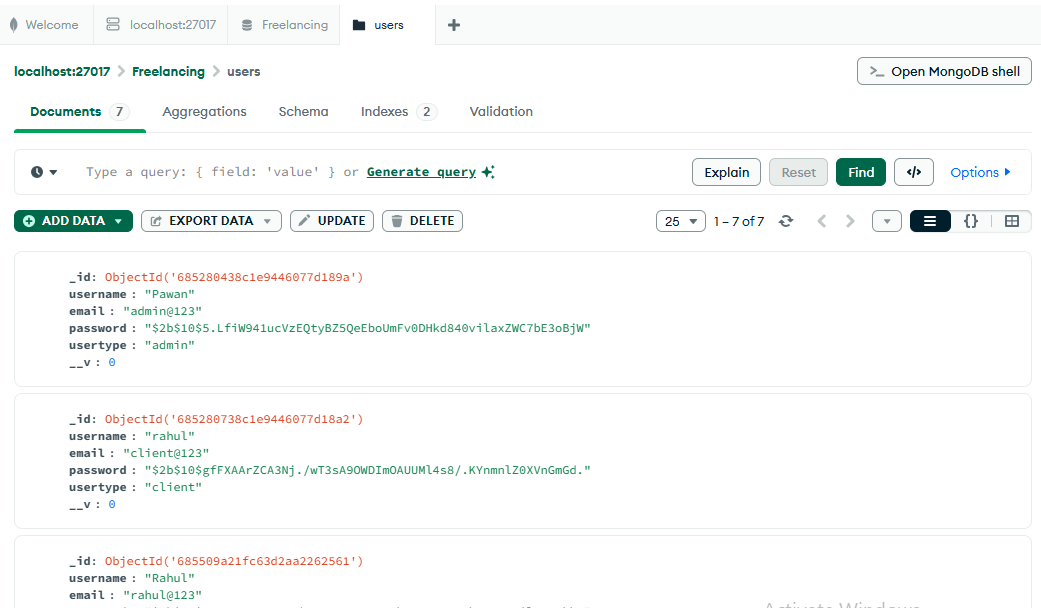 Welcome
localhost:27017
Freelancing
users
localhost:27017 > Freelancing > users
>_ Open MongoDB shell
Documents 7
Aggregations
Schema
Indexes 2
Validation
Type a query: { field: 'value' } or Generate query
Explain
Reset
Find
</>
Options
ADD DATA
EXPORT DATA
UPDATE
DELETE
25
1 – 7 of 7
{}
_id: ObjectId('685280438c1e9446077d189a')
username : "Pawan"
email : "admin@123"
password : "$2b$10$5.LfiW941ucVzEQtyBZ5QeEboUmFv0DHkd840vilaxZWC7bE3oBjW"
usertype : "admin"
__v : 0
_id: ObjectId('685280738c1e9446077d18a2')
username : "rahul"
email : "client@123"
password : "$2b$10$gfFXAArZCA3Nj./wT3sA9OWDImOAUUMl4s8/.KYnmnlZ0XVnGmGd."
usertype : "client"
__v : 0
_id: ObjectId('685509a21fc63d2aa2262561')
username : "Rahul"
email : "rahul@123"
Activate Windows